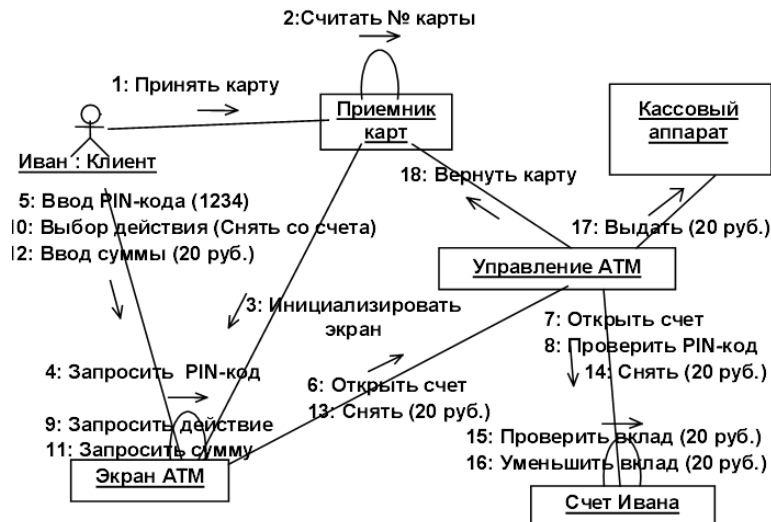 2:Считать № карты
1: Принять карту
Приемник
карт
Кассовый
аппарат
Иван : Клиент
18: Вернуть карту
5: Ввод PIN-кода (1234)
10: Выбор действия (Снять со счета)
12: Ввод суммы (20 руб.)
17: Выдать (20 руб.)
Управление АТМ
3: Инициализировать
экран
7: Открыть счет
8: Проверить PIN-код
14: Снять (20 руб.)
4: Запросить PIN-код
6: Открыть счет
13: Снять (20 руб.)
9: Запросить действие
11: Запросить сумму
15: Проверить вклад (20 руб.)
16: Уменьшить вклад (20 руб.)
Экран АТМ
Счет Ивана